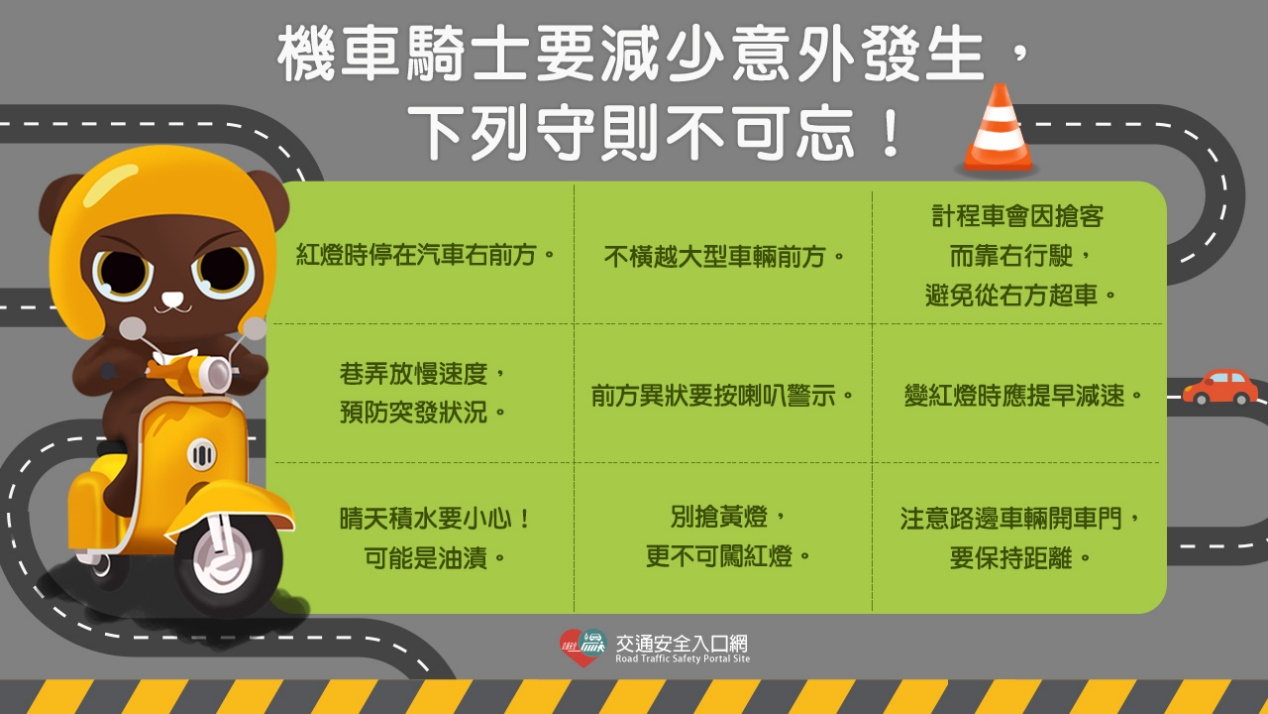 機車騎士要減少意外發生，
下列守則不可忘！
紅燈時停在汽車右前方。
不橫越大型車輛前方。
計程車會因搶客
而靠右行駛，
避免從右方超車。
巷弄放慢速度，
預防突發狀況。
前方異狀要按喇叭警示。
變紅燈時應提早減速。
晴天積水要小心！
可能是油漬。
別搶黃燈，
更不可闖紅燈。
注意路邊車輛開車門，
要保持距離。
交通安全入口網
Road Traffic Safety Portal Site